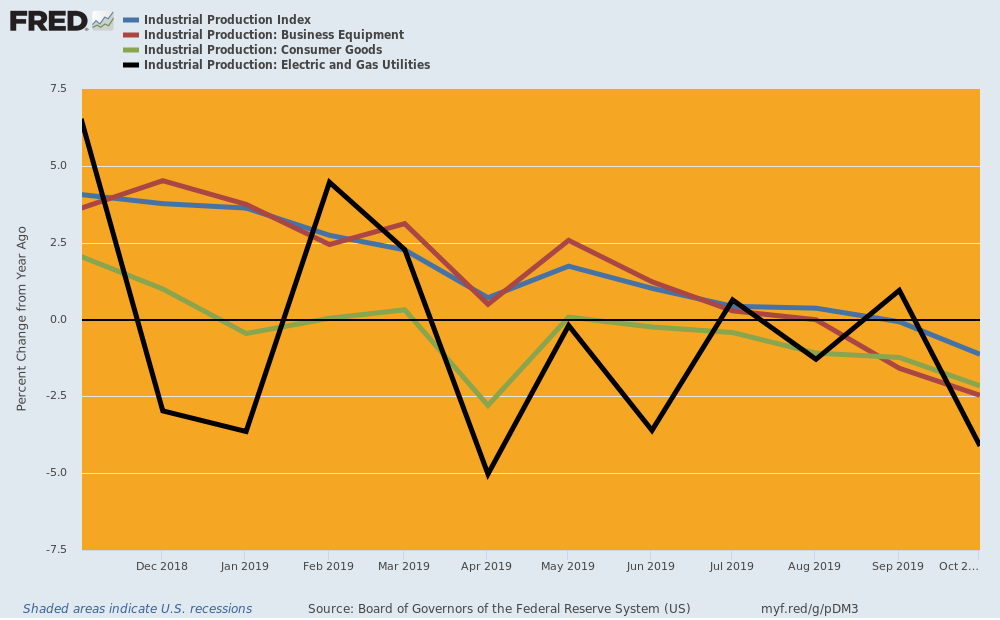 FRED
Industrial Production Index
Industrial Production: Business Equipment
Industrial Production: Consumer Goods
Industrial Production: Electric and Gas Utilities
Percent Change from Year Ago
7.5
5.0
2.5
0.0
-2.5
-5.0
-7.5
Dec 2018 Jan 2019 Feb 2019 Mar 2019 Apr 2019 May 2019 Jun 2019 Jul 2019 Aug 2019 Sep 2019 Oct 2...
Shaded areas indicate U.S. recessions Source: Board of Governors of the Federal Reserve System (US) myf.red/g/pDM3